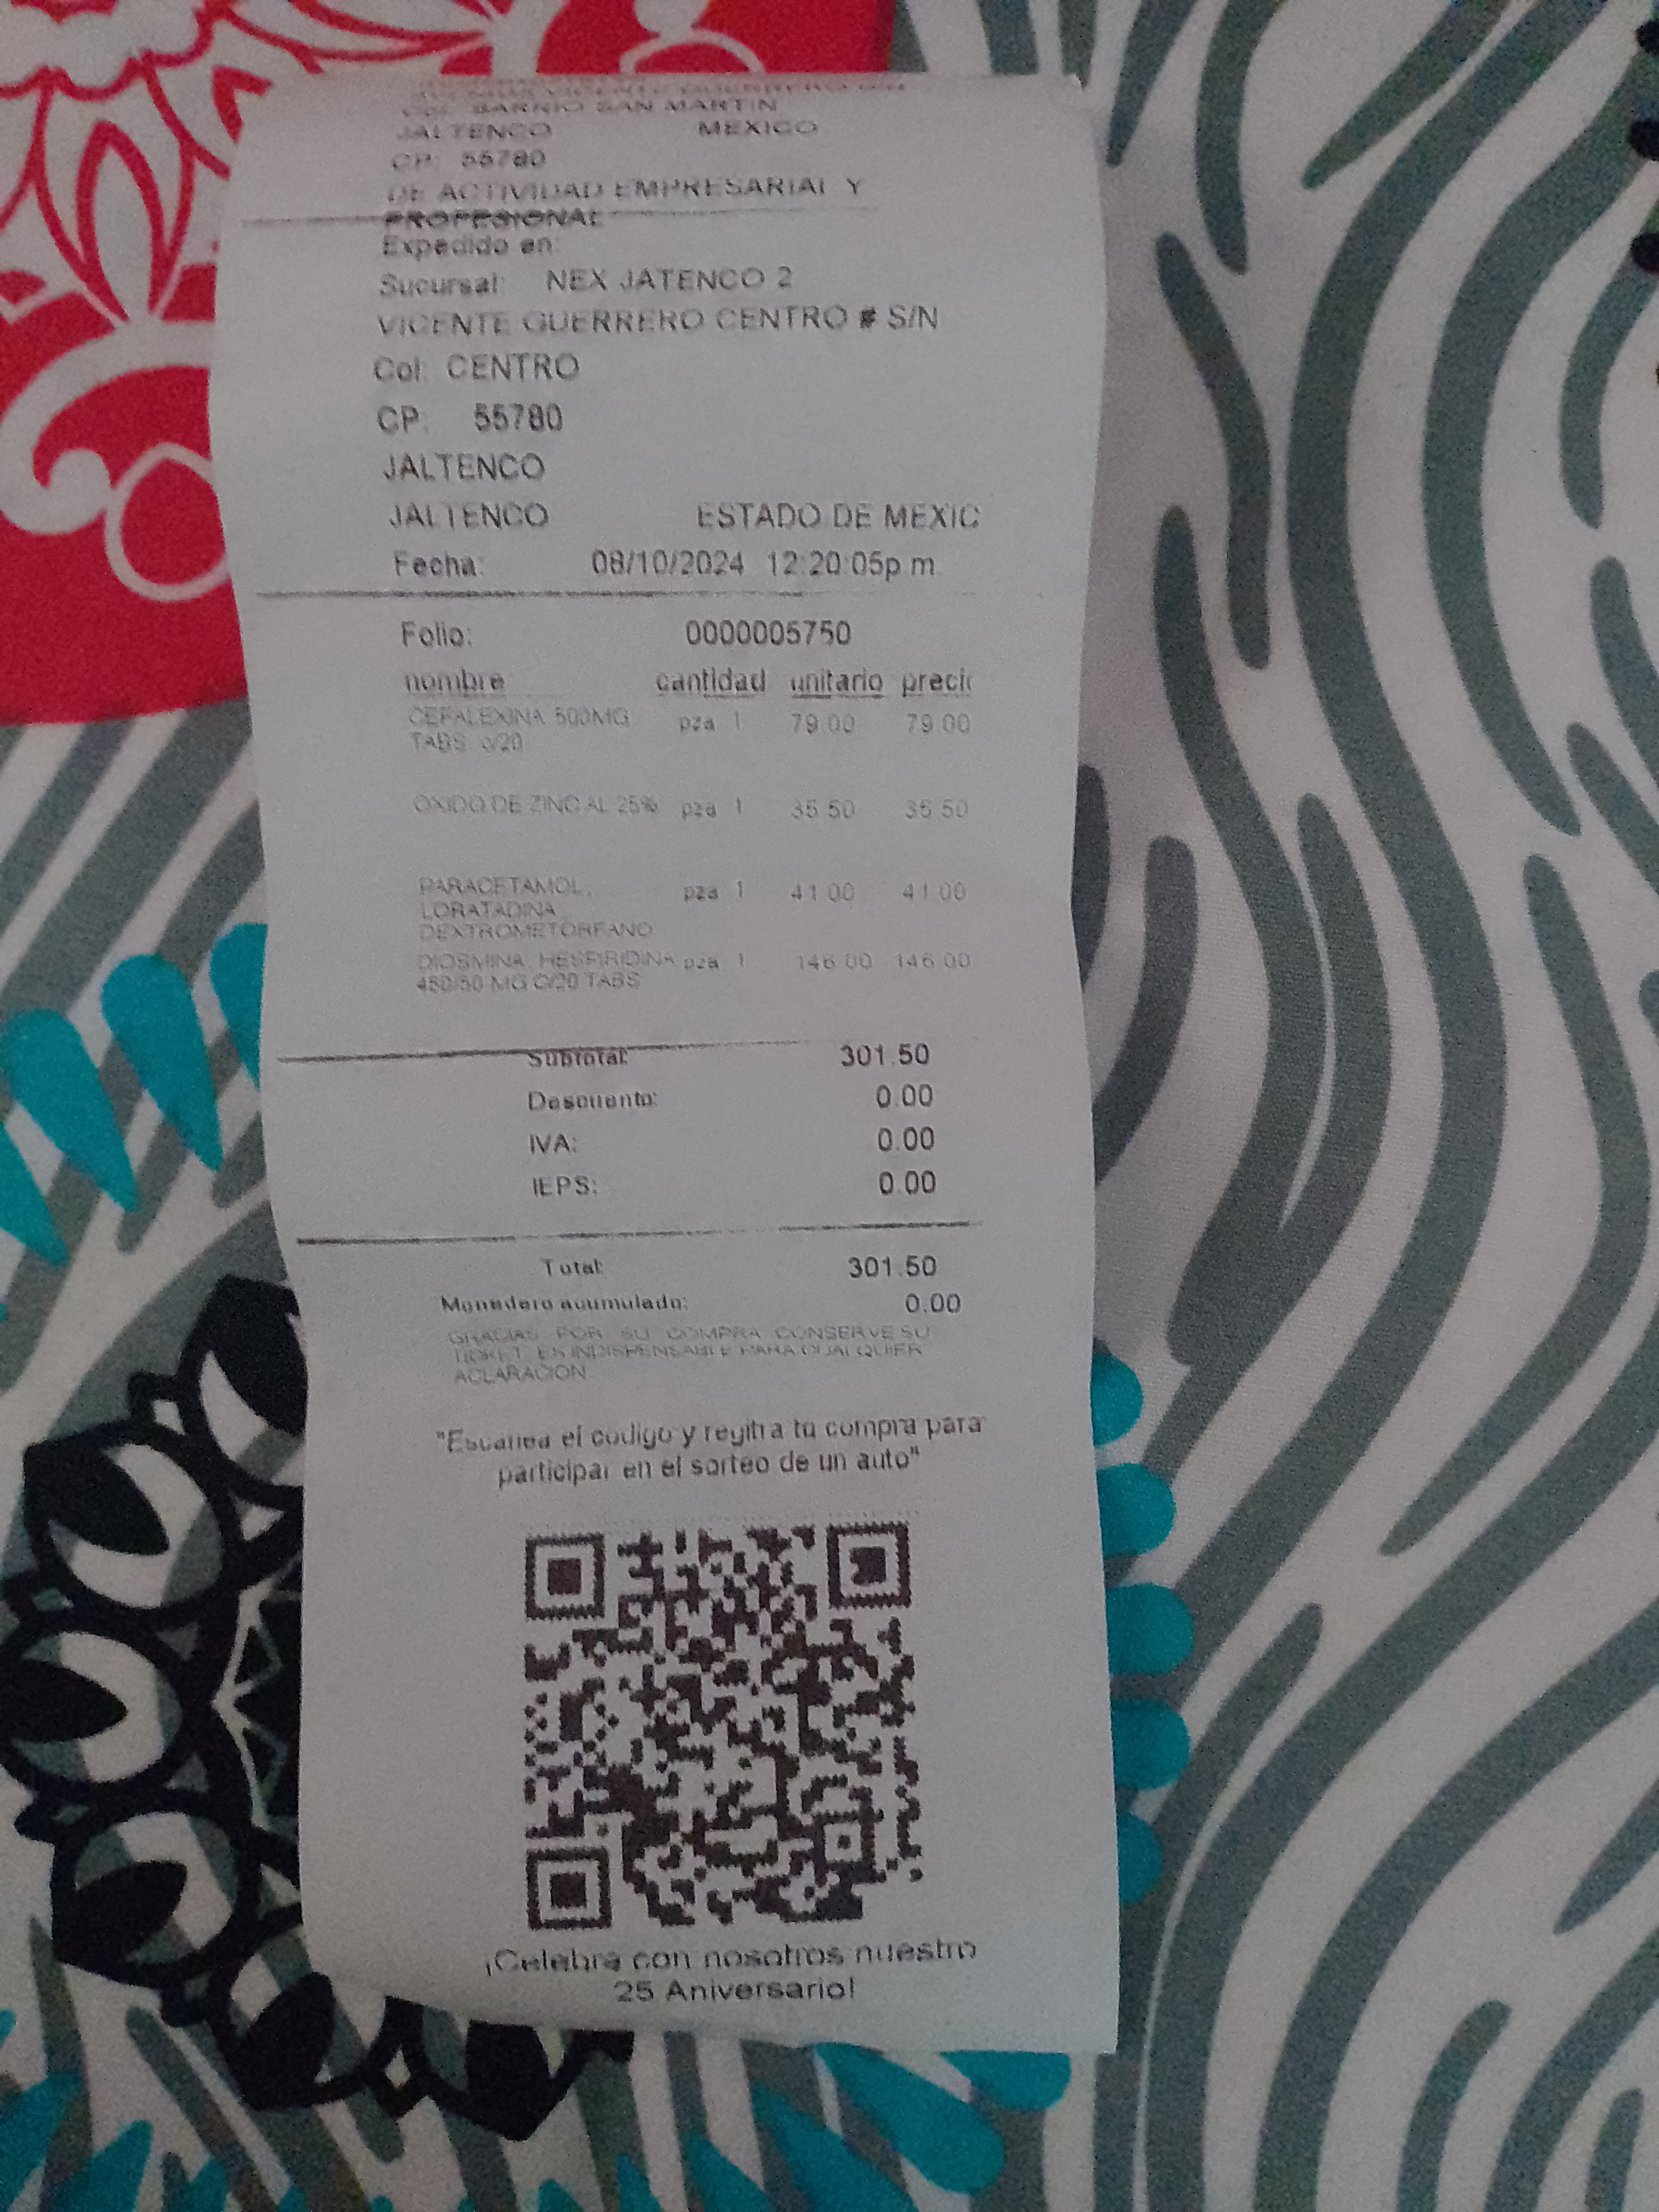 AVENIDA VICENTE GUERRERO S/N
Col: BARRIO SAN MARTIN
JALTENCO MEXICO
CP: 55780
DE ACTIVIDAD EMPRESARIAL Y
PROFESIONAL
Expedido en:
Sucursal: NEX JATENCO 2
VICENTE GUERRERO CENTRO # S/N
Col: CENTRO
CP: 55780
JALTENCO
JALTENCO ESTADO DE MEXIC
Fecha: 08/10/2024 12:20:05p.m.
Folio: 0000005750
nombre cantidad unitario preci
CEFALEXINA 500MG pza 1 79.00 79.00
TABS c/20
OXIDO DE ZINC AL 25% pza 1 35.50 35.50
PARACETAMOL, pza 1 41.00 41.00
LORATADINA,
DEXTROMETORFANO
DIOSMINA, HESPIRIDINA pza 1 146.00 146.00
450/50 MG C/20 TABS
Subtotal: 301.50
Descuento: 0.00
IVA: 0.00
IEPS: 0.00
Total: 301.50
Monedero acumulado: 0.00
GRACIAS POR SU COMPRA CONSERVE SU
TICKET, ES INDISPENSABLE PARA CUALQUIER
ACLARACION
"Escanea el codigo y regitra tu compra para
participar en el sorteo de un auto"
¡Celebra con nosotros nuestro
25 Aniversario!